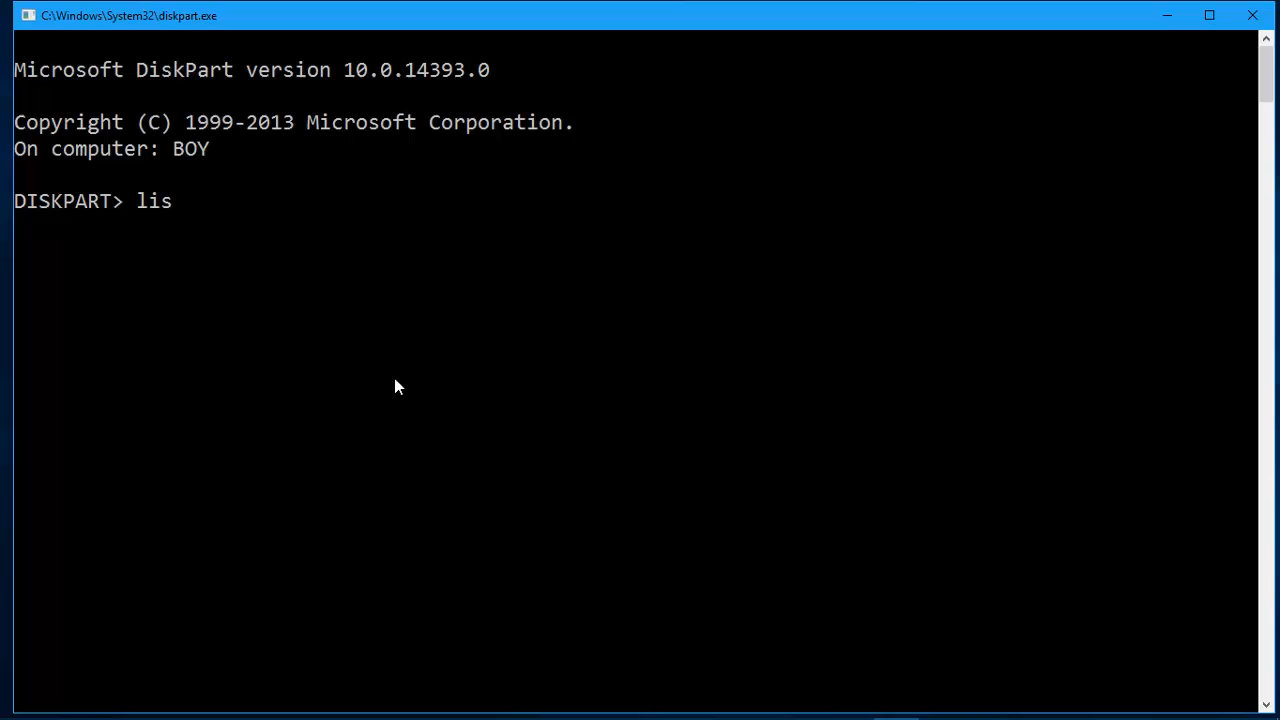 C:\Windows\System32\diskpart.exe
Microsoft DiskPart version 10.0.14393.0
Copyright (C) 1999-2013 Microsoft Corporation.
On computer: BOY
DISKPART> lis